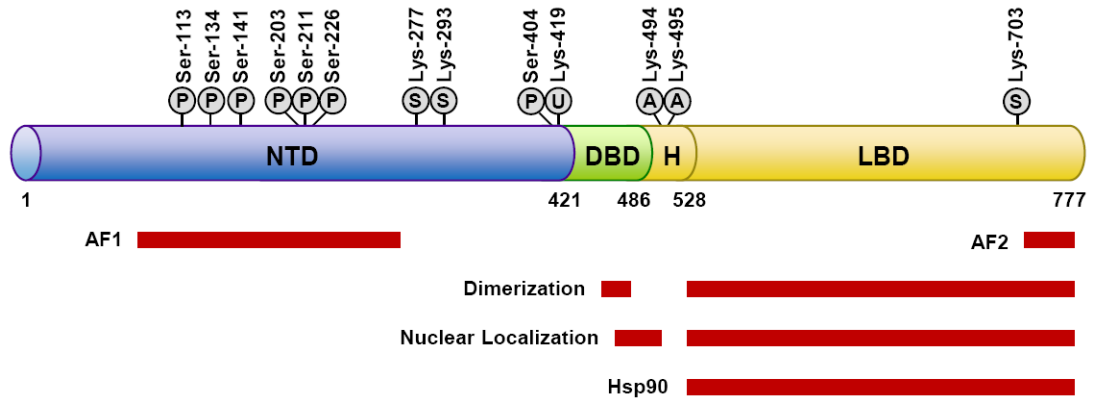 Ser-113
Ser-134
Ser-141
Ser-203
Ser-211
Ser-226
Lys-277
Lys-293
Ser-404
Lys-419
Lys-494
Lys-495
Lys-703
P P P P P P S S P U A A S
NTD DBD H LBD
1 421 486 528 777
AF1 AF2
Dimerization
Nuclear Localization
Hsp90